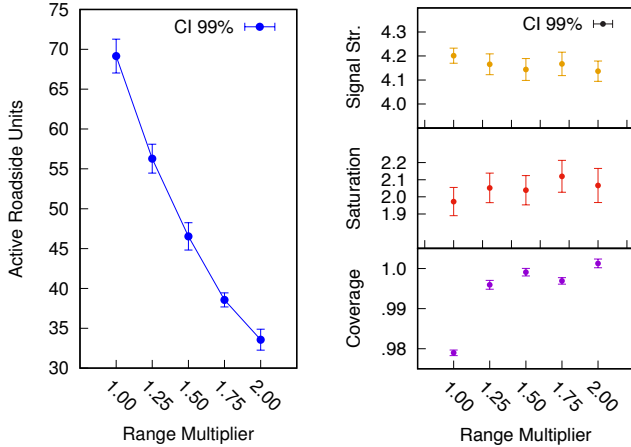 CI 99%
75
70
65
60
55
50
45
40
35
30
Active Roadside Units
1.00 1.25 1.50 1.75 2.00
Range Multiplier
CI 99%
4.3
4.2
4.1
4.0
Signal Str.
2.2
2.1
2.0
1.9
Saturation
1.0
.99
.98
Coverage
1.00 1.25 1.50 1.75 2.00
Range Multiplier